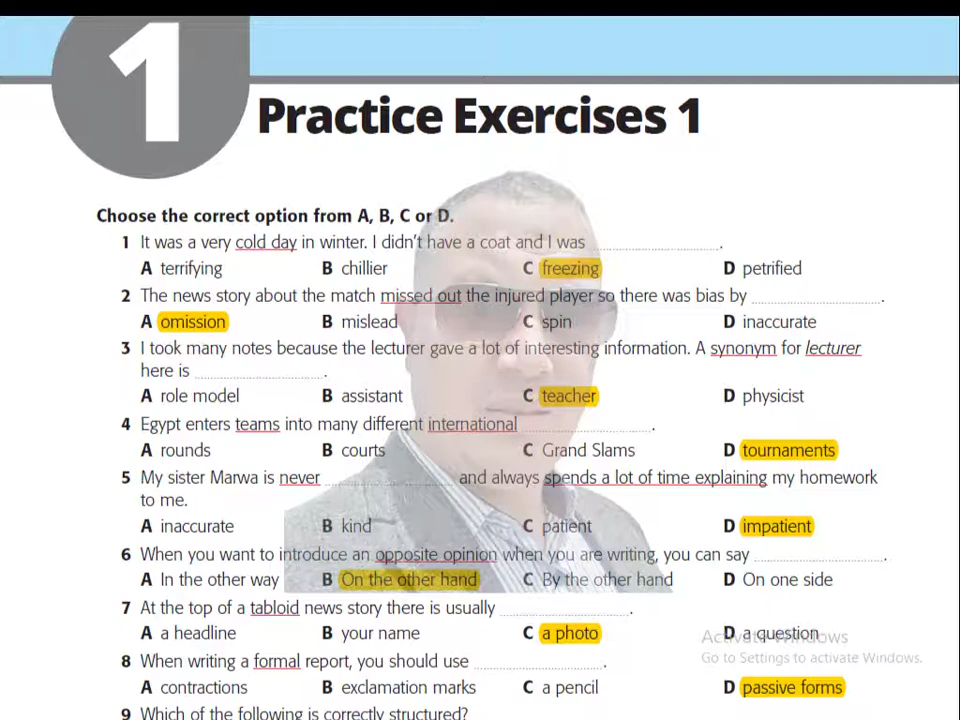 1
Practice Exercises 1
Choose the correct option from A, B, C or D.
1 It was a very cold day in winter. I didn't have a coat and I was ................................ .
A terrifying B chillier C freezing D petrified
2 The news story about the match missed out the injured player so there was bias by ................................ .
A omission B mislead C spin D inaccurate
3 I took many notes because the lecturer gave a lot of interesting information. A synonym for lecturer
here is ................................ .
A role model B assistant C teacher D physicist
4 Egypt enters teams into many different international ................................ .
A rounds B courts C Grand Slams D tournaments
5 My sister Marwa is never ................................ and always spends a lot of time explaining my homework
to me.
A inaccurate B kind C patient D impatient
6 When you want to introduce an opposite opinion when you are writing, you can say ................................ .
A In the other way B On the other hand C By the other hand D On one side
7 At the top of a tabloid news story there is usually ................................ .
A a headline B your name C a photo D a question
Activate Windows
Go to Settings to activate Windows.
8 When writing a formal report, you should use ................................ .
A contractions B exclamation marks C a pencil D passive forms
9 Which of the following is correctly structured?